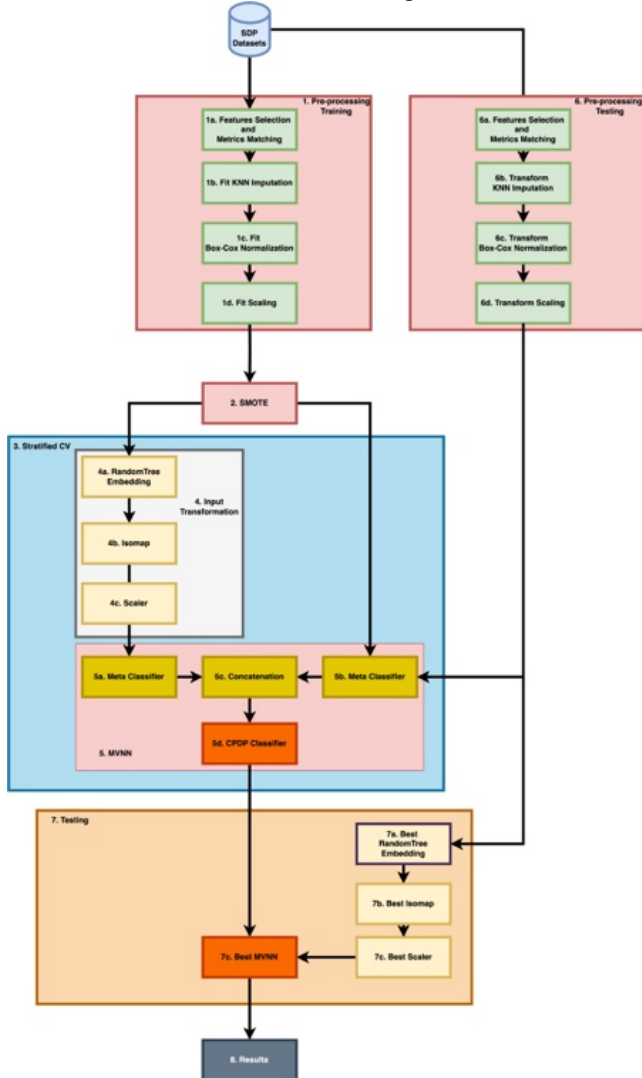 SDP
Datasets
1. Pre-processing
Training
1a. Features Selection
and
Metrics Matching
1b. Fit KNN Imputation
1c. Fit
Box-Cox Normalization
1d. Fit Scaling
6. Pre-processing
Testing
6a. Features Selection
and
Metrics Matching
6b. Transform
KNN Imputation
6c. Transform
Box-Cox Normalization
6d. Transform Scaling
2. SMOTE
3. Stratified CV
4a. RandomTree
Embedding
4. Input
Transformation
4b. Isomap
4c. Scaler
5a. Meta Classifier
5c. Concatenation
5b. Meta Classifier
5d. CPDP Classifier
5. MVNN
7. Testing
7a. Best
RandomTree
Embedding
7b. Best Isomap
7c. Best MVNN
7c. Best Scaler
8. Results